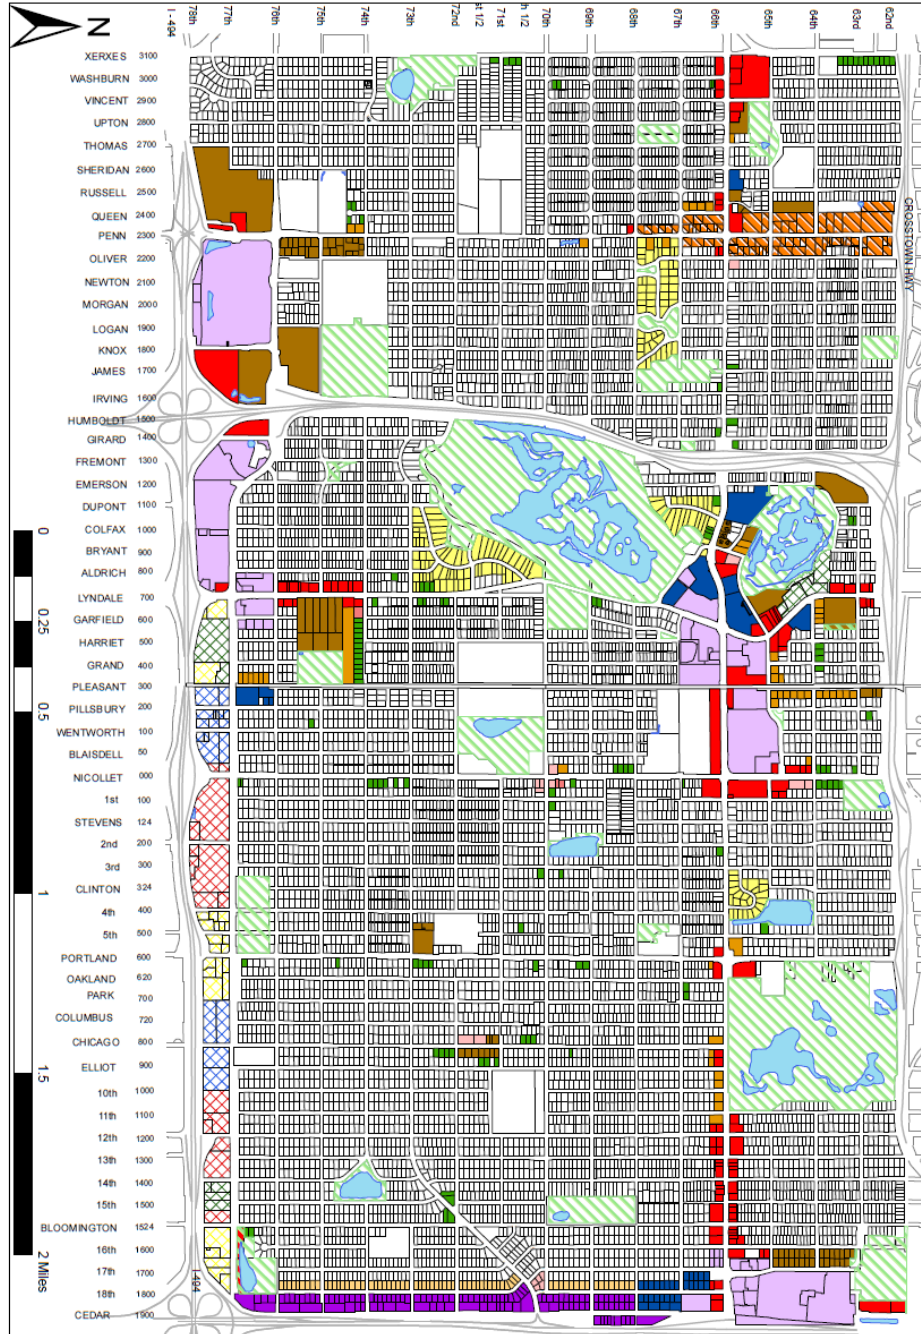 I - 494
78th
77th
76th
75th
74th
73th
72nd
st 1/2
71st
th 1/2
70th
69th
68th
67th
66th
65th
64th
63rd
62nd
N
XERXES 3100
WASHBURN 3000
VINCENT 2900
UPTON 2800
THOMAS 2700
SHERIDAN 2600
RUSSELL 2500
QUEEN 2400
PENN 2300
OLIVER 2200
NEWTON 2100
MORGAN 2000
LOGAN 1900
KNOX 1800
JAMES 1700
IRVING 1600
HUMBOLDT 1500
GIRARD 1400
FREMONT 1300
EMERSON 1200
DUPONT 1100
COLFAX 1000
BRYANT 900
ALDRICH 800
LYNDALE 700
GARFIELD 600
HARRIET 500
GRAND 400
PLEASANT 300
PILLSBURY 200
WENTWORTH 100
BLAISDELL 50
NICOLLET 000
1st 100
STEVENS 124
2nd 200
3rd 300
CLINTON 324
4th 400
5th 500
PORTLAND 600
OAKLAND 620
PARK 700
COLUMBUS 720
CHICAGO 800
ELLIOT 900
10th 1000
11th 1100
12th 1200
13th 1300
14th 1400
15th 1500
BLOOMINGTON 1524
16th 1600
17th 1700
18th 1800
CEDAR 1900
CROSSTOWN HWY
I-494
0
0.25
0.5
1
1.5
2 Miles